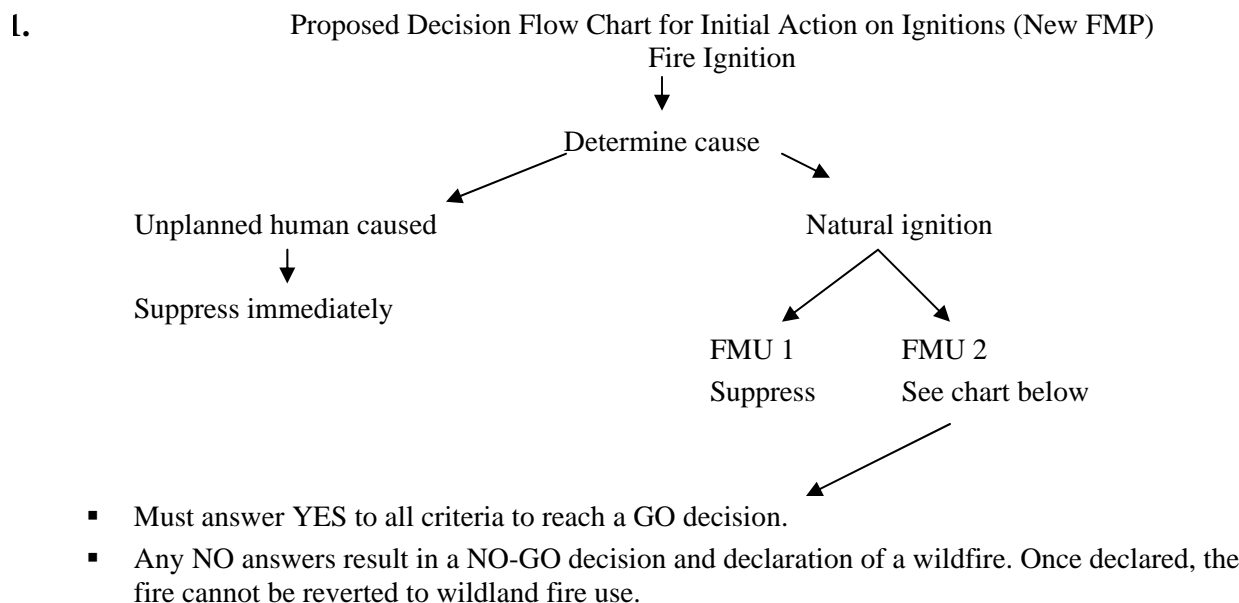 Proposed Decision Flow Chart for Initial Action on Ignitions (New FMP)
Fire Ignition
Determine cause
Unplanned human caused
Natural ignition
Suppress immediately
FMU 1
FMU 2
Suppress
See chart below
▪ Must answer YES to all criteria to reach a GO decision.
▪ Any NO answers result in a NO-GO decision and declaration of a wildfire. Once declared, the
fire cannot be reverted to wildland fire use.